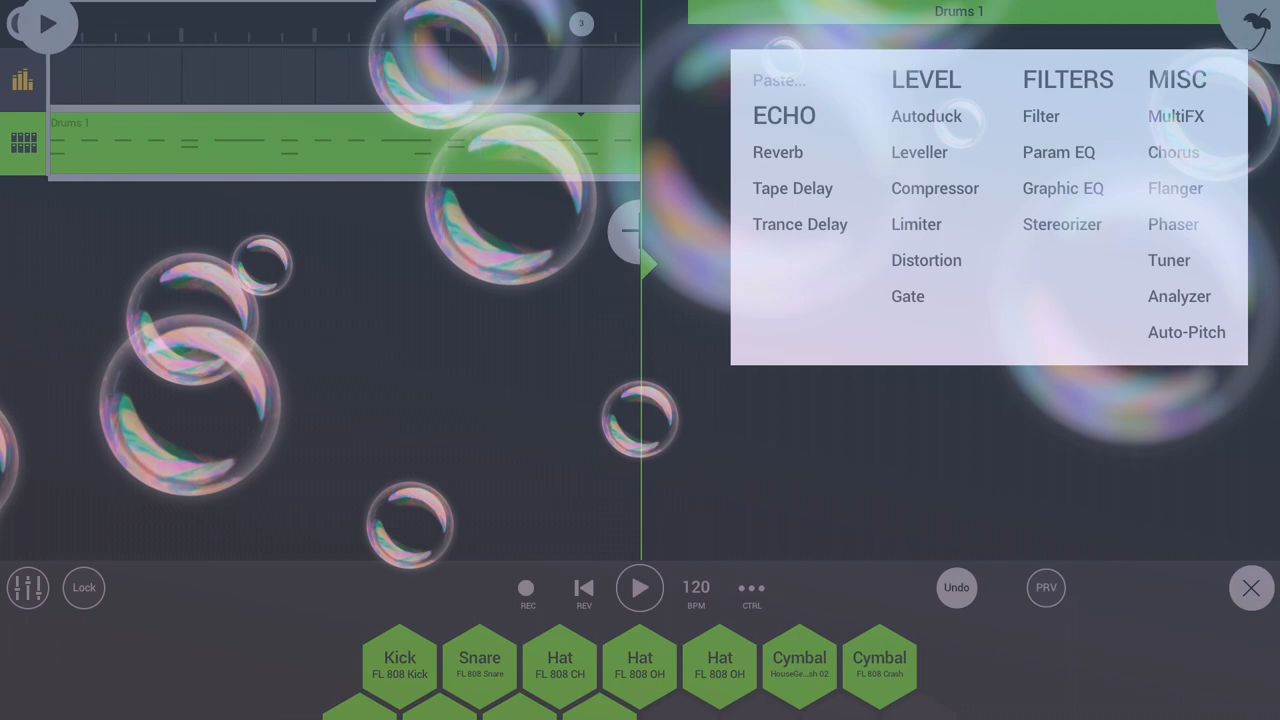 3
Drums 1
Drums 1
Paste...
ECHO
Reverb
Tape Delay
Trance Delay
LEVEL
Autoduck
Leveller
Compressor
Limiter
Distortion
Gate
FILTERS
Filter
Param EQ
Graphic EQ
Stereorizer
MISC
MultiFX
Chorus
Flanger
Phaser
Tuner
Analyzer
Auto-Pitch
Lock
REC
REV
120
BPM
CTRL
Undo
PRV
Kick
FL 808 Kick
Snare
FL 808 Snare
Hat
FL 808 CH
Hat
FL 808 OH
Hat
FL 808 OH
Cymbal
HouseGe...sh 02
Cymbal
FL 808 Crash